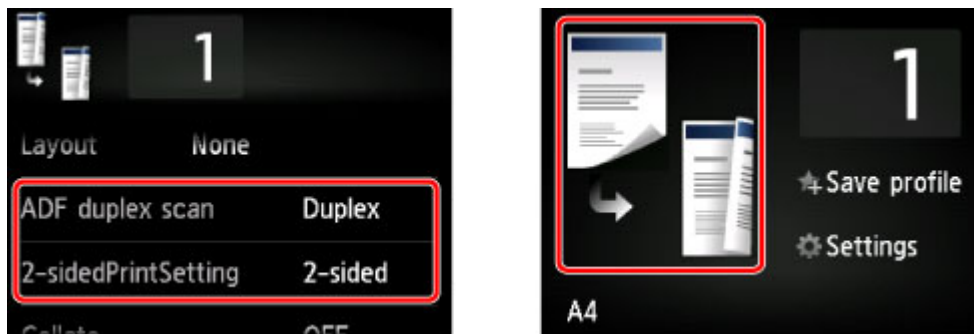 1
Layout None
ADF duplex scan Duplex
2-sidedPrintSetting 2-sided
1
Save profile
Settings
A4